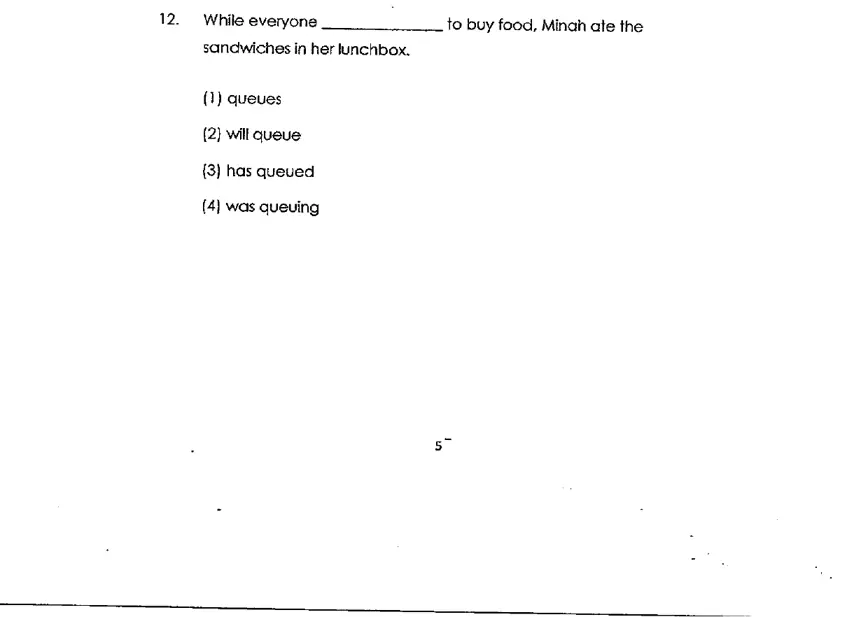 12. While everyone ______________ to buy food, Minah ate the
sandwiches in her lunchbox.
(1) queues
(2) will queue
(3) has queued
(4) was queuing
5